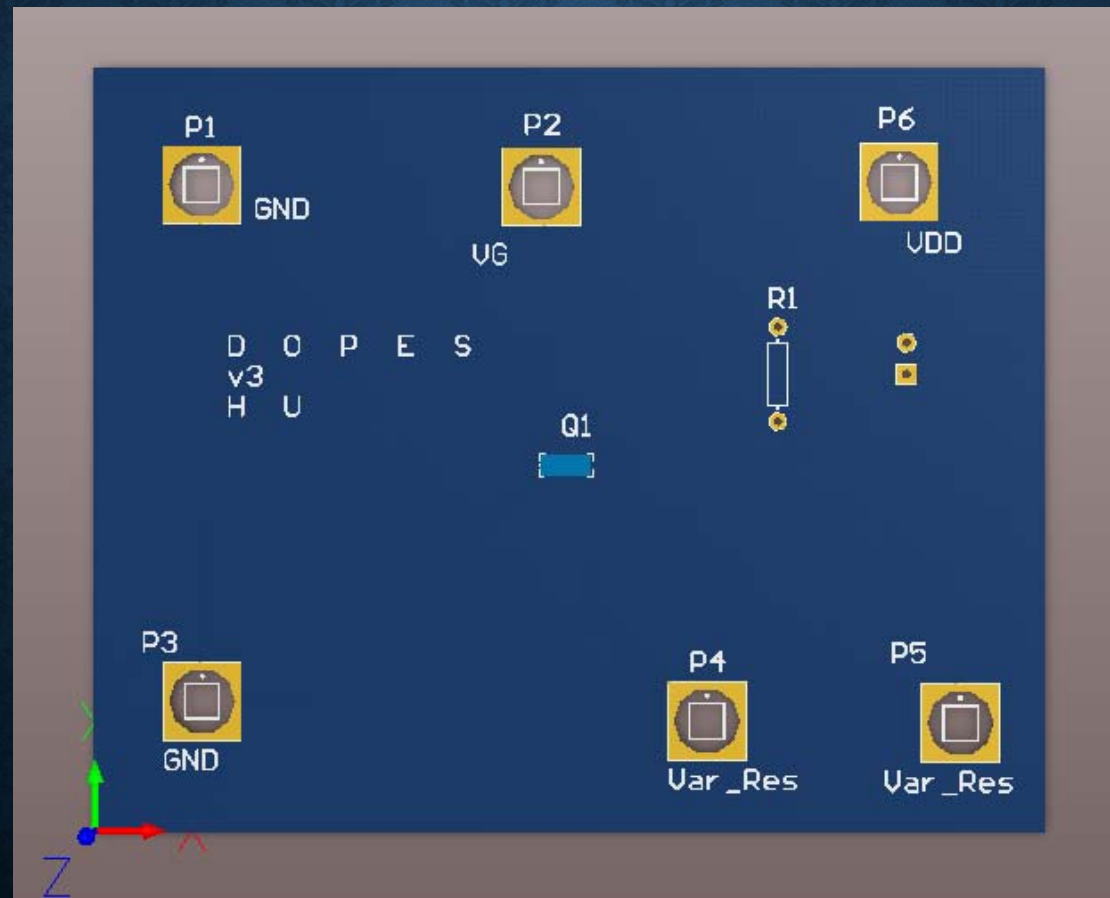 P1
P2
P6
GND
VG
VDD
R1
D O P E S
v3
H U
Q1
P3
P4
P5
GND
Var_Res
Var_Res
X
Z